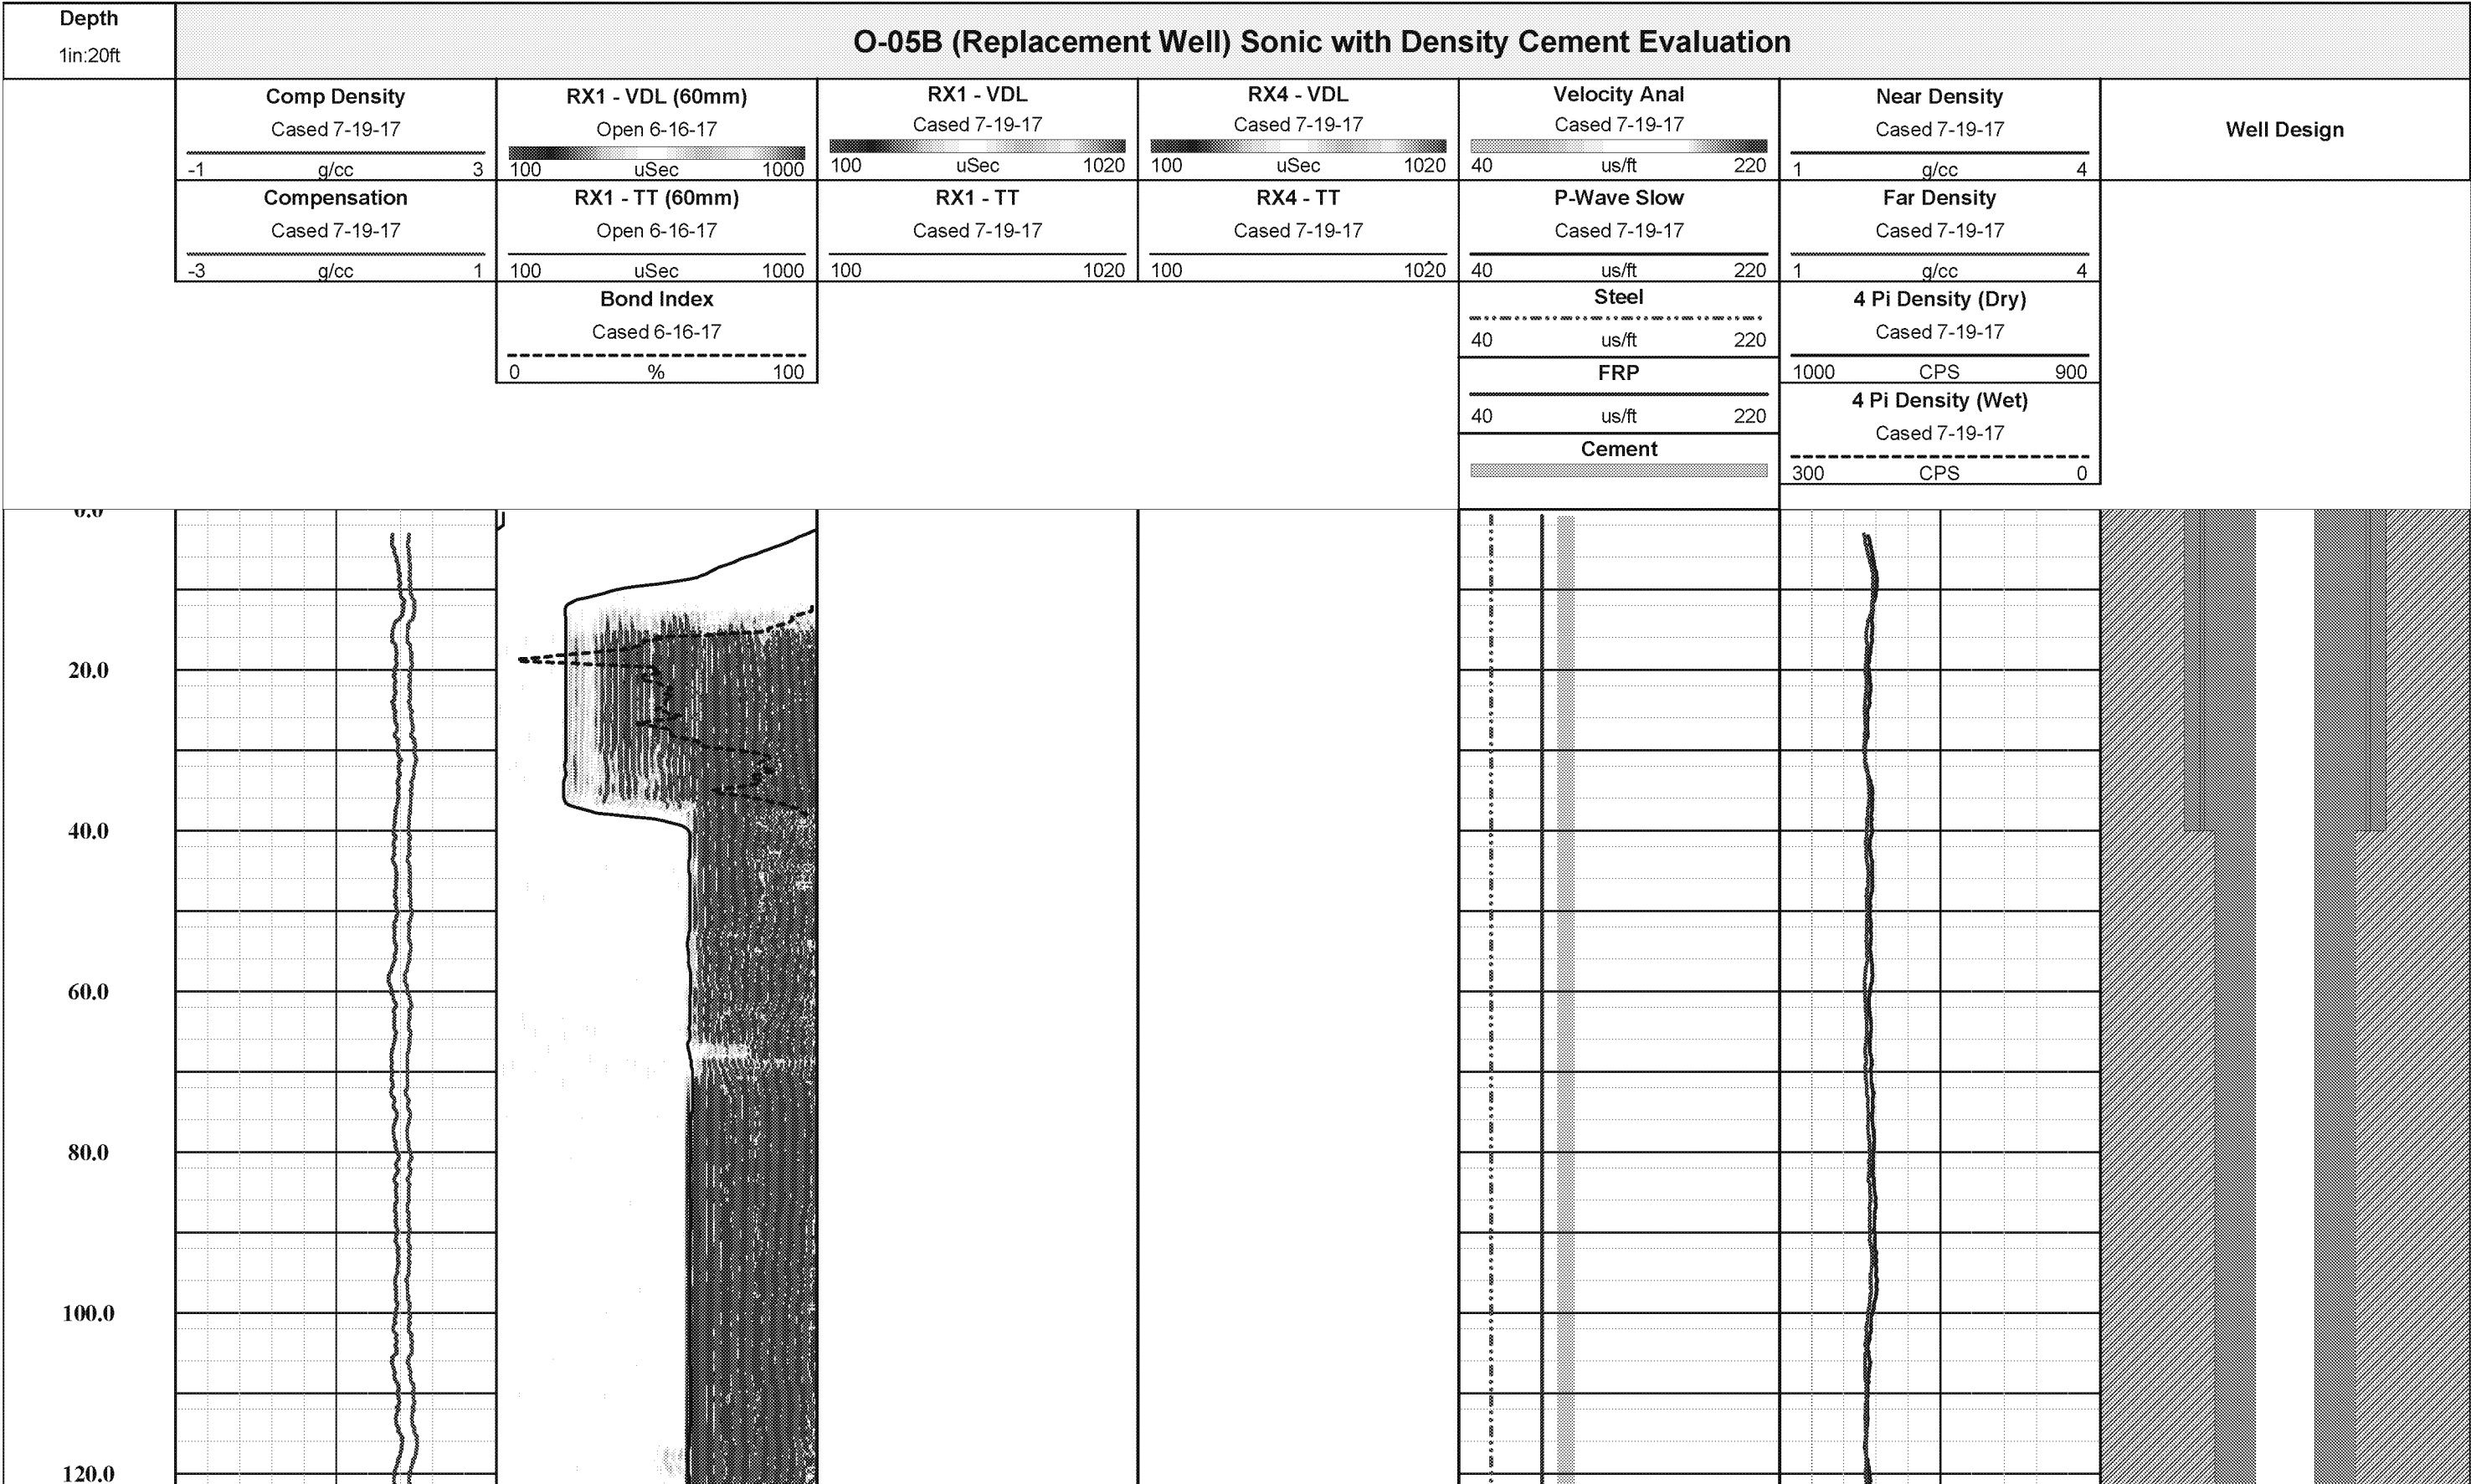 Depth
1in:20ft
O-05B (Replacement Well) Sonic with Density Cement Evaluation
Comp Density
Cased 7-19-17
-1 g/cc 3
Compensation
Cased 7-19-17
-3 g/cc 1
RX1 - VDL (60mm)
Open 6-16-17
100 uSec 1000
RX1 - TT (60mm)
Open 6-16-17
100 uSec 1000
Bond Index
Cased 6-16-17
0 % 100
RX1 - VDL
Cased 7-19-17
100 uSec 1020
RX1 - TT
Cased 7-19-17
100 1020
RX4 - VDL
Cased 7-19-17
100 uSec 1020
RX4 - TT
Cased 7-19-17
100 1020
Velocity Anal
Cased 7-19-17
40 us/ft 220
P-Wave Slow
Cased 7-19-17
40 us/ft 220
Steel
40 us/ft 220
FRP
40 us/ft 220
Cement
Near Density
Cased 7-19-17
1 g/cc 4
Far Density
Cased 7-19-17
1 g/cc 4
4 Pi Density (Dry)
Cased 7-19-17
1000 CPS 900
4 Pi Density (Wet)
Cased 7-19-17
300 CPS 0
Well Design
0.0
20.0
40.0
60.0
80.0
100.0
120.0